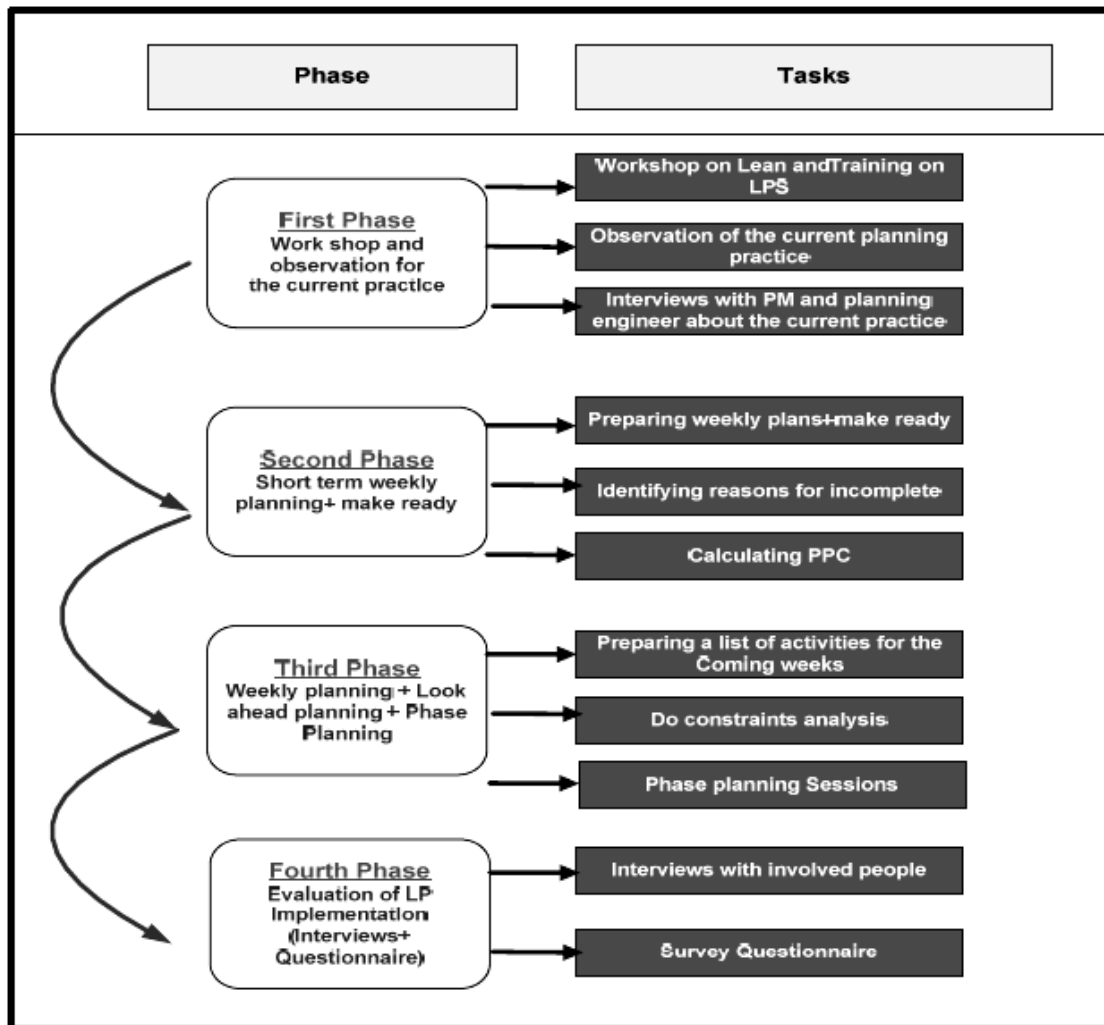 Phase
Tasks
First Phase
Work shop and
observation for
the current practice
Workshop on Lean andTraining on
LPS
Observation of the current planning
practice
Interviews with PM and planning
engineer about the current practice
Second Phase
Short term weekly
planning+ make ready
Preparing weekly plans+make ready
Identifying reasons for incomplete
Calculating PPC
Third Phase
Weekly planning + Look
ahead planning + Phase
Planning
Preparing a list of activities for the
Coming weeks
Do constraints analysis
Phase planning Sessions
Fourth Phase
Evaluation of LP
Implementation
(Interviews+
Questionnaire)
Interviews with involved people
Survey Questionnaire